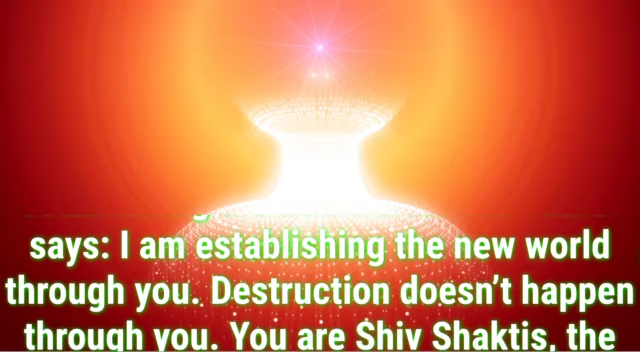 says: I am establishing the new world
through you. Destruction doesn’t happen
through you. You are Shiv Shaktis, the